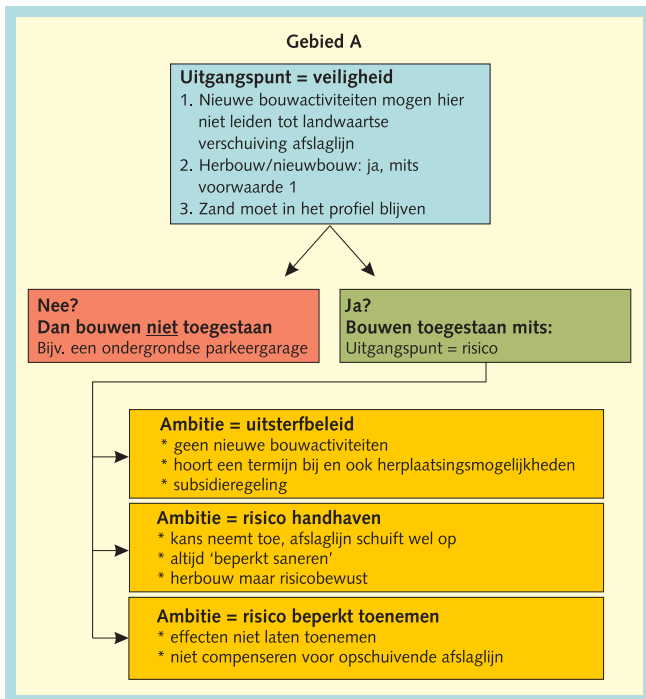 Gebied A
Uitgangspunt = veiligheid
1. Nieuwe bouwactiviteiten mogen hier
niet leiden tot landwaartse
verschuiving afslaglijn
2. Herbouw/nieuwbouw: ja, mits
voorwaarde 1
3. Zand moet in het profiel blijven
Nee?
Dan bouwen niet toegestaan
Bijv. een ondergrondse parkeergarage
Ja?
Bouwen toegestaan mits:
Uitgangspunt = risico
Ambitie = uitsterfbeleid
* geen nieuwe bouwactiviteiten
* hoort een termijn bij en ook herplaatsingsmogelijkheden
* subsidieregeling
Ambitie = risico handhaven
* kans neemt toe, afslaglijn schuift wel op
* altijd ‘beperkt saneren’
* herbouw maar risicobewust
Ambitie = risico beperkt toenemen
* effecten niet laten toenemen
* niet compenseren voor opschuivende afslaglijn